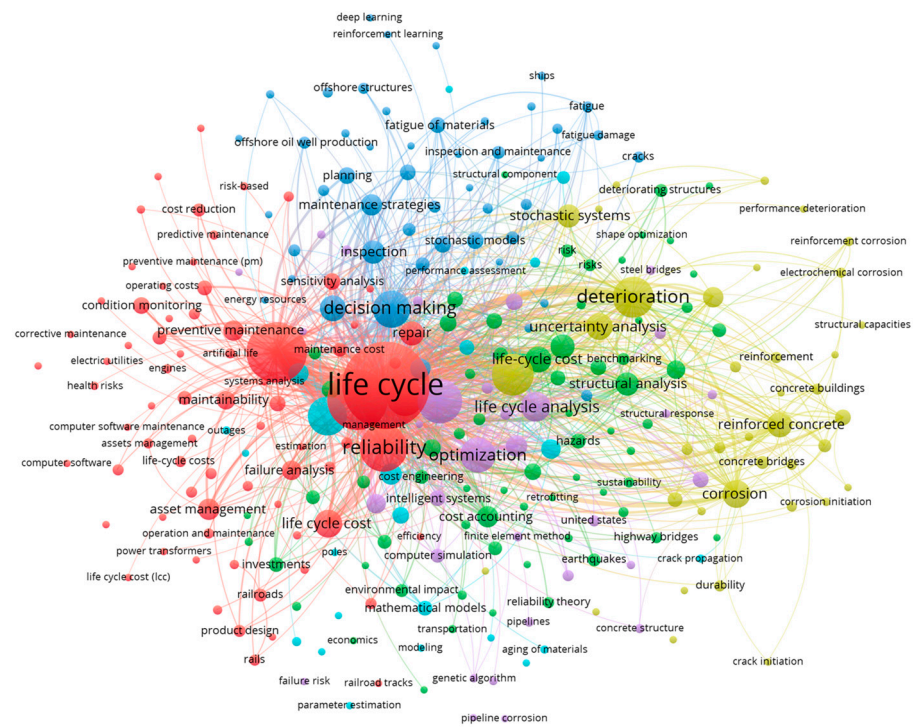 deep learning
reinforcement learning
ships
offshore structures
fatigue
fatigue of materials
fatigue damage
offshore oil well production
inspection and maintenance
cracks
structural component
planning
risk-based
deteriorating structures
maintenance strategies
cost reduction
stochastic systems
performance deterioration
predictive maintenance
shape optimization
stochastic models
reinforcement corrosion
inspection
risk
preventive maintenance (pm)
risks
steel bridges
performance assessment
electrochemical corrosion
sensitivity analysis
operating costs
energy resources
deterioration
condition monitoring
decision making
structural capacities
uncertainty analysis
preventive maintenance
repair
corrective maintenance
maintenance cost
artificial life
life-cycle cost
benchmarking
reinforcement
electric utilities
engines
systems analysis
life cycle
structural analysis
health risks
concrete buildings
maintainability
life cycle analysis
structural response
management
reinforced concrete
computer software maintenance
outages
hazards
assets management
estimation
reliability
optimization
computer software
life-cycle costs
concrete bridges
failure analysis
cost engineering
sustainability
corrosion
intelligent systems
retrofitting
corrosion initiation
asset management
cost accounting
life cycle cost
united states
operation and maintenance
efficiency
finite element method
highway bridges
power transformers
poles
computer simulation
earthquakes
crack propagation
investments
life cycle cost (lcc)
durability
environmental impact
railroads
reliability theory
mathematical models
pipelines
product design
transportation
concrete structure
economics
modeling
aging of materials
rails
crack initiation
failure risk
railroad tracks
genetic algorithm
parameter estimation
pipeline corrosion